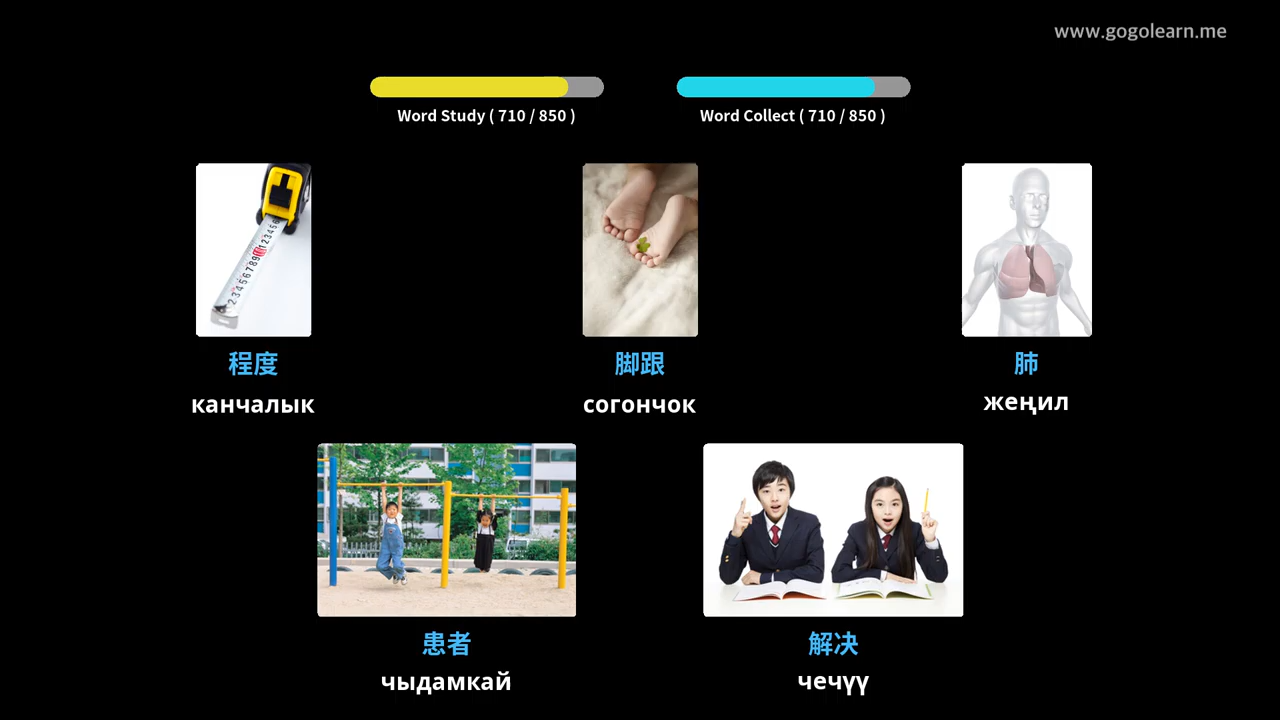 www.gogolearn.me
Word Study ( 710 / 850 )
Word Collect ( 710 / 850 )
程度
脚跟
肺
канчалык
согончок
жеңил
患者
解决
чыдамкай
чечүү